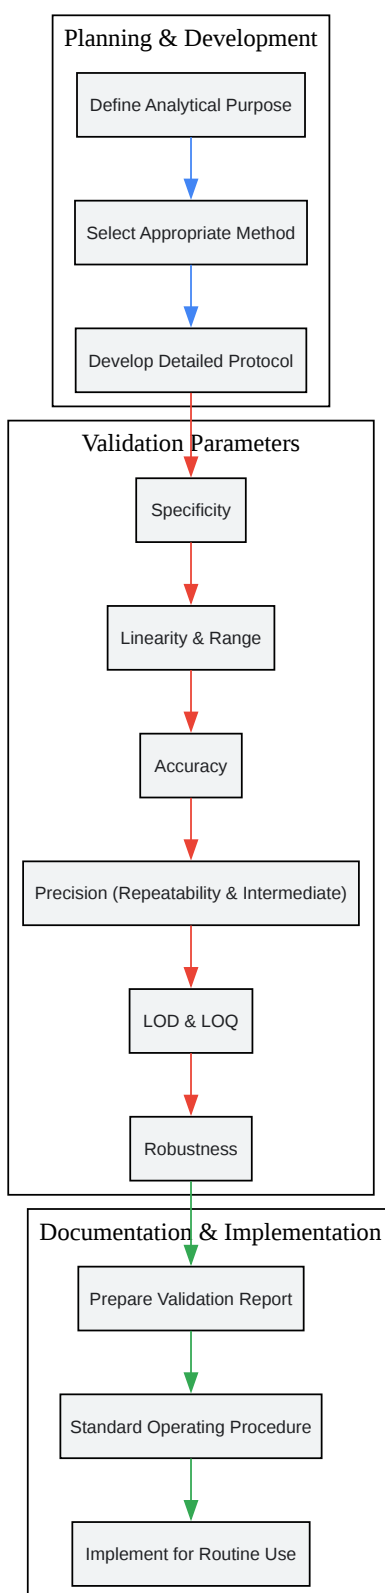 Planning & Development
Define Analytical Purpose
Select Appropriate Method
Develop Detailed Protocol
Validation Parameters
Specificity
Linearity & Range
Accuracy
Precision (Repeatability & Intermediate)
LOD & LOQ
Robustness
Documentation & Implementation
Prepare Validation Report
Standard Operating Procedure
Implement for Routine Use